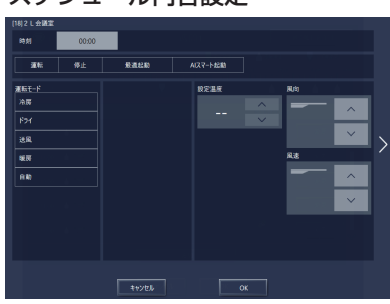 スケジュール内容設定
[18]2 L 会議室
時刻 00:00
運転 停止 最適起動 AIスマート起動
運転モード 設定温度 風向
冷房
ドライ
送風
暖房
自動
--
風速
キャンセル OK